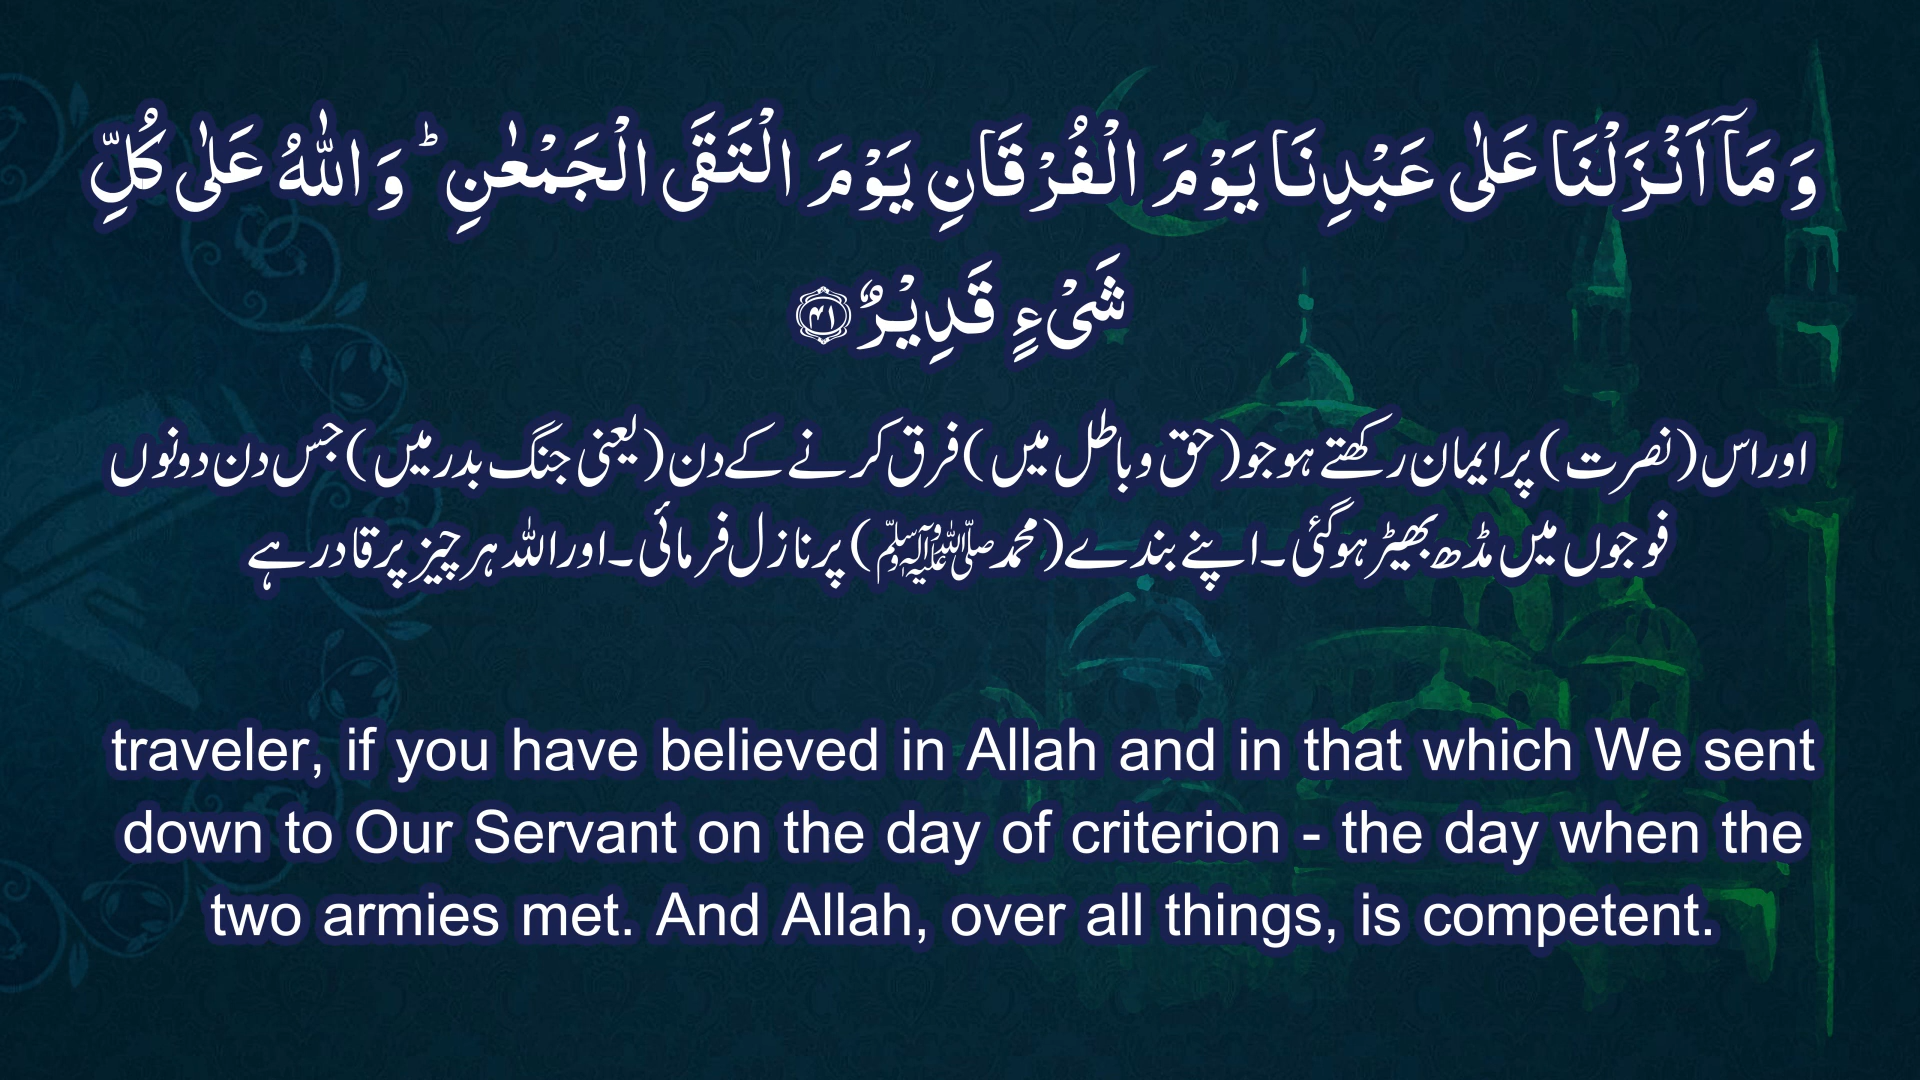 وَ مَاۤ اَنْزَلْنَا عَلٰى عَبْدِنَا یَوْمَ الْفُرْقَانِ یَوْمَ الْتَقَى الْجَمْعٰنِ ؕ وَ اللّٰهُ عَلٰى كُلِّ
شَیْءٍ قَدِیْرٌ ﴿۴۱﴾
اور اس (نصرت) پر ایمان رکھتے ہو جو (حق و باطل میں) فرق کرنے کے دن (یعنی جنگ بدر میں) جس دن دونوں
فوجوں میں مڈھ بھیڑ ہوگئی۔ اپنے بندے (محمد ﷺ) پر نازل فرمائی۔ اور اللہ ہر چیز پر قادر ہے
traveler, if you have believed in Allah and in that which We sent
down to Our Servant on the day of criterion - the day when the
two armies met. And Allah, over all things, is competent.